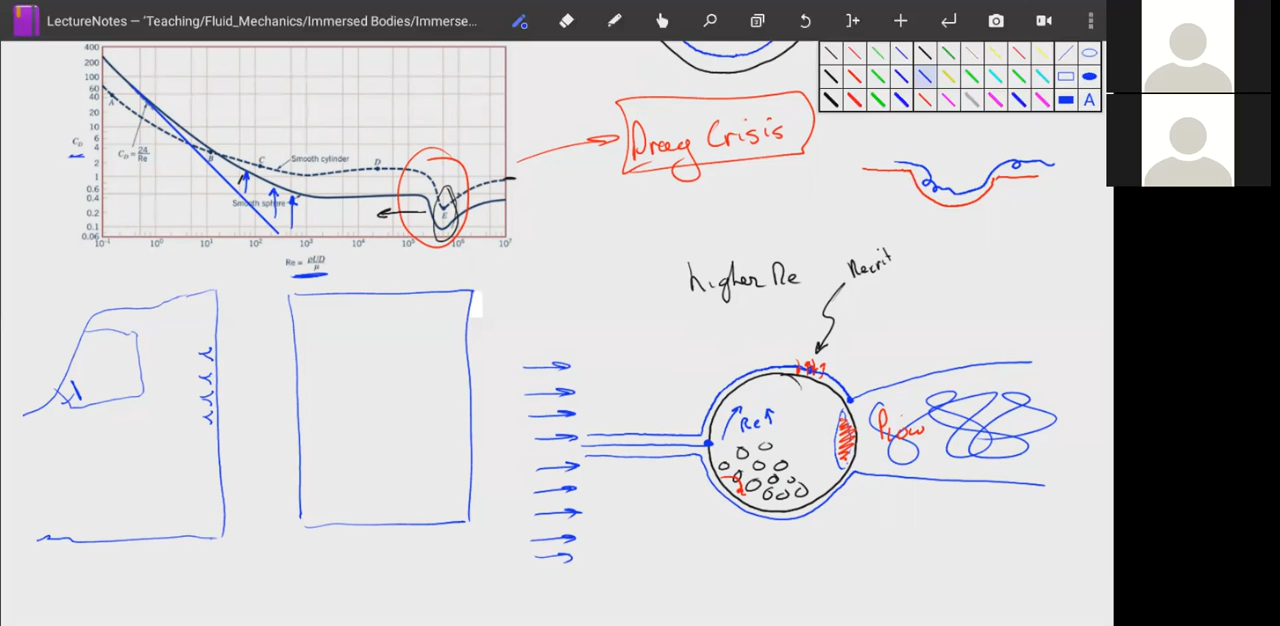 LectureNotes — 'Teaching/Fluid_Mechanics/Immersed Bodies/Immerse...
A
400
200
100
60
40
20
10
6
4
2
1
0.6
0.4
0.2
0.1
0.06
C_D
A
C_D = 24/Re
B
C
Smooth cylinder
D
Smooth sphere
E
10^-1 10^0 10^1 10^2 10^3 10^4 10^5 10^6 10^7
Re = ρUD/μ
Drag Crisis
higher Re
Recrit
Re↑
Plow